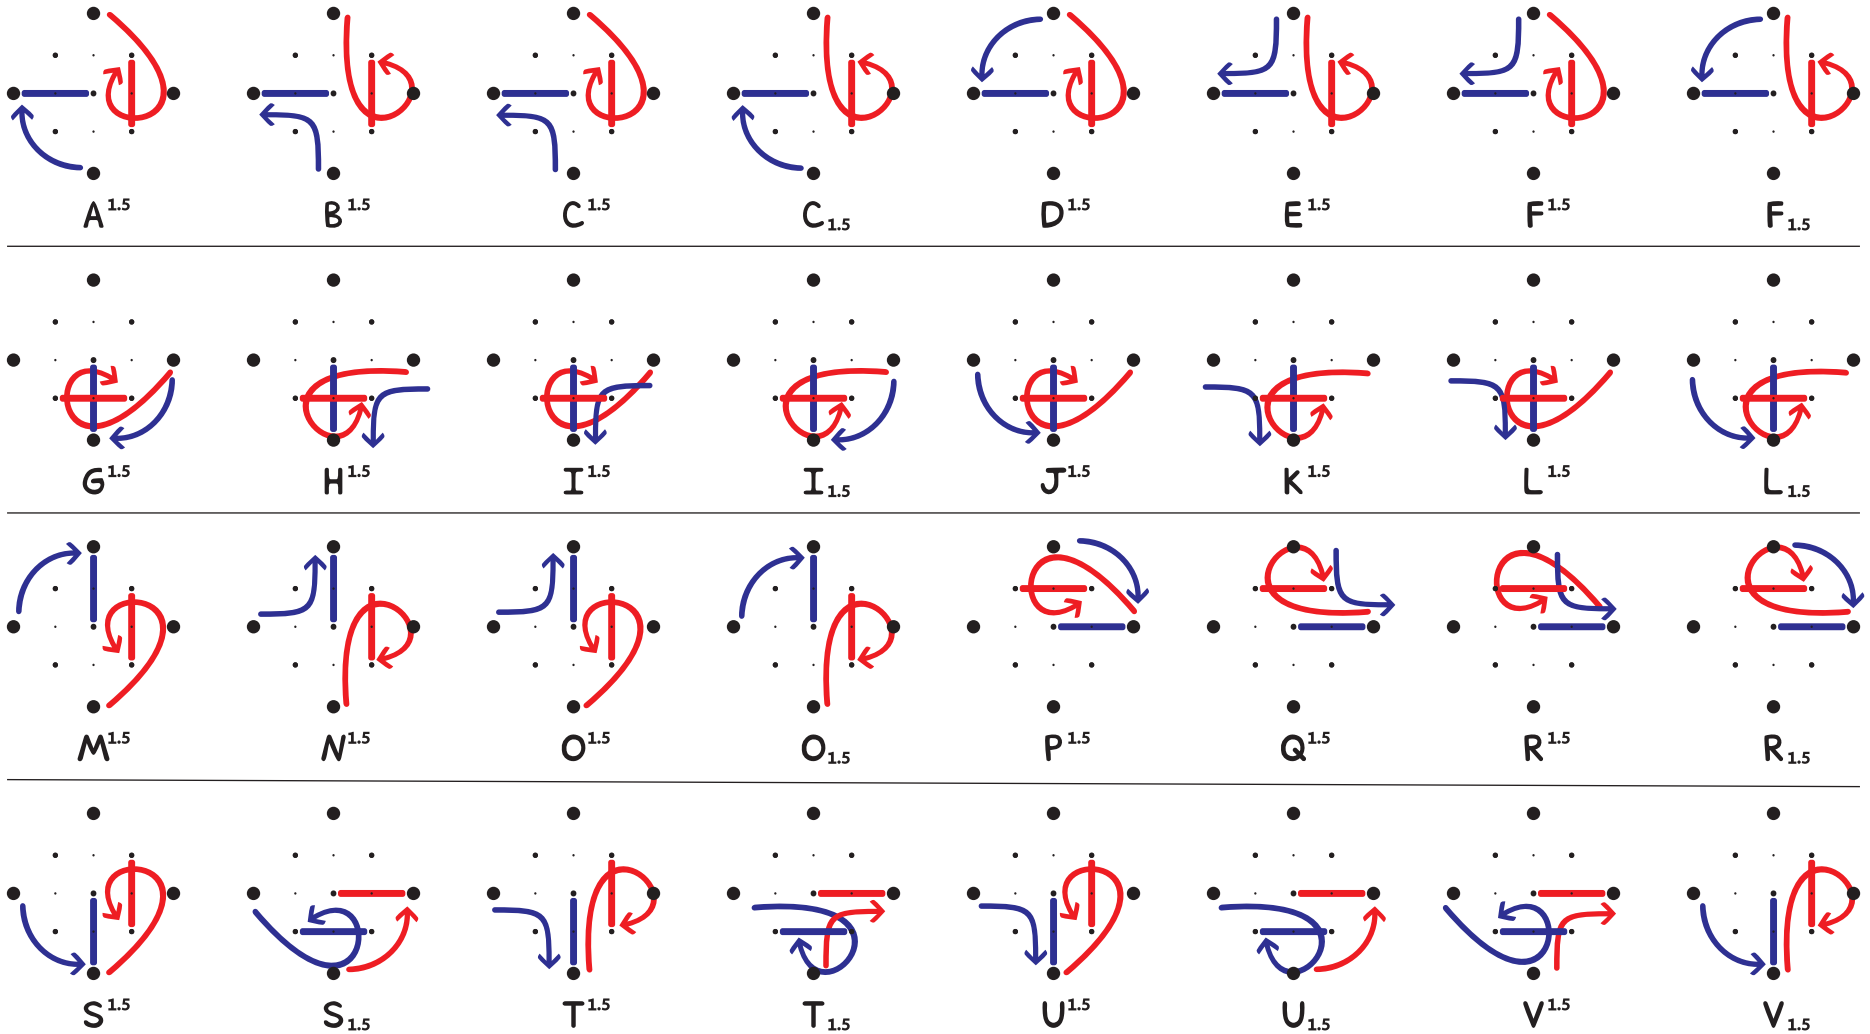 A¹·⁵ B¹·⁵ C¹·⁵ C₁.₅ D¹·⁵ E¹·⁵ F¹·⁵ F₁.₅
G¹·⁵ H¹·⁵ I¹·⁵ I₁.₅ J¹·⁵ K¹·⁵ L¹·⁵ L₁.₅
M¹·⁵ N¹·⁵ O¹·⁵ O₁.₅ P¹·⁵ Q¹·⁵ R¹·⁵ R₁.₅
S¹·⁵ S₁.₅ T¹·⁵ T₁.₅ U¹·⁵ U₁.₅ V¹·⁵ V₁.₅